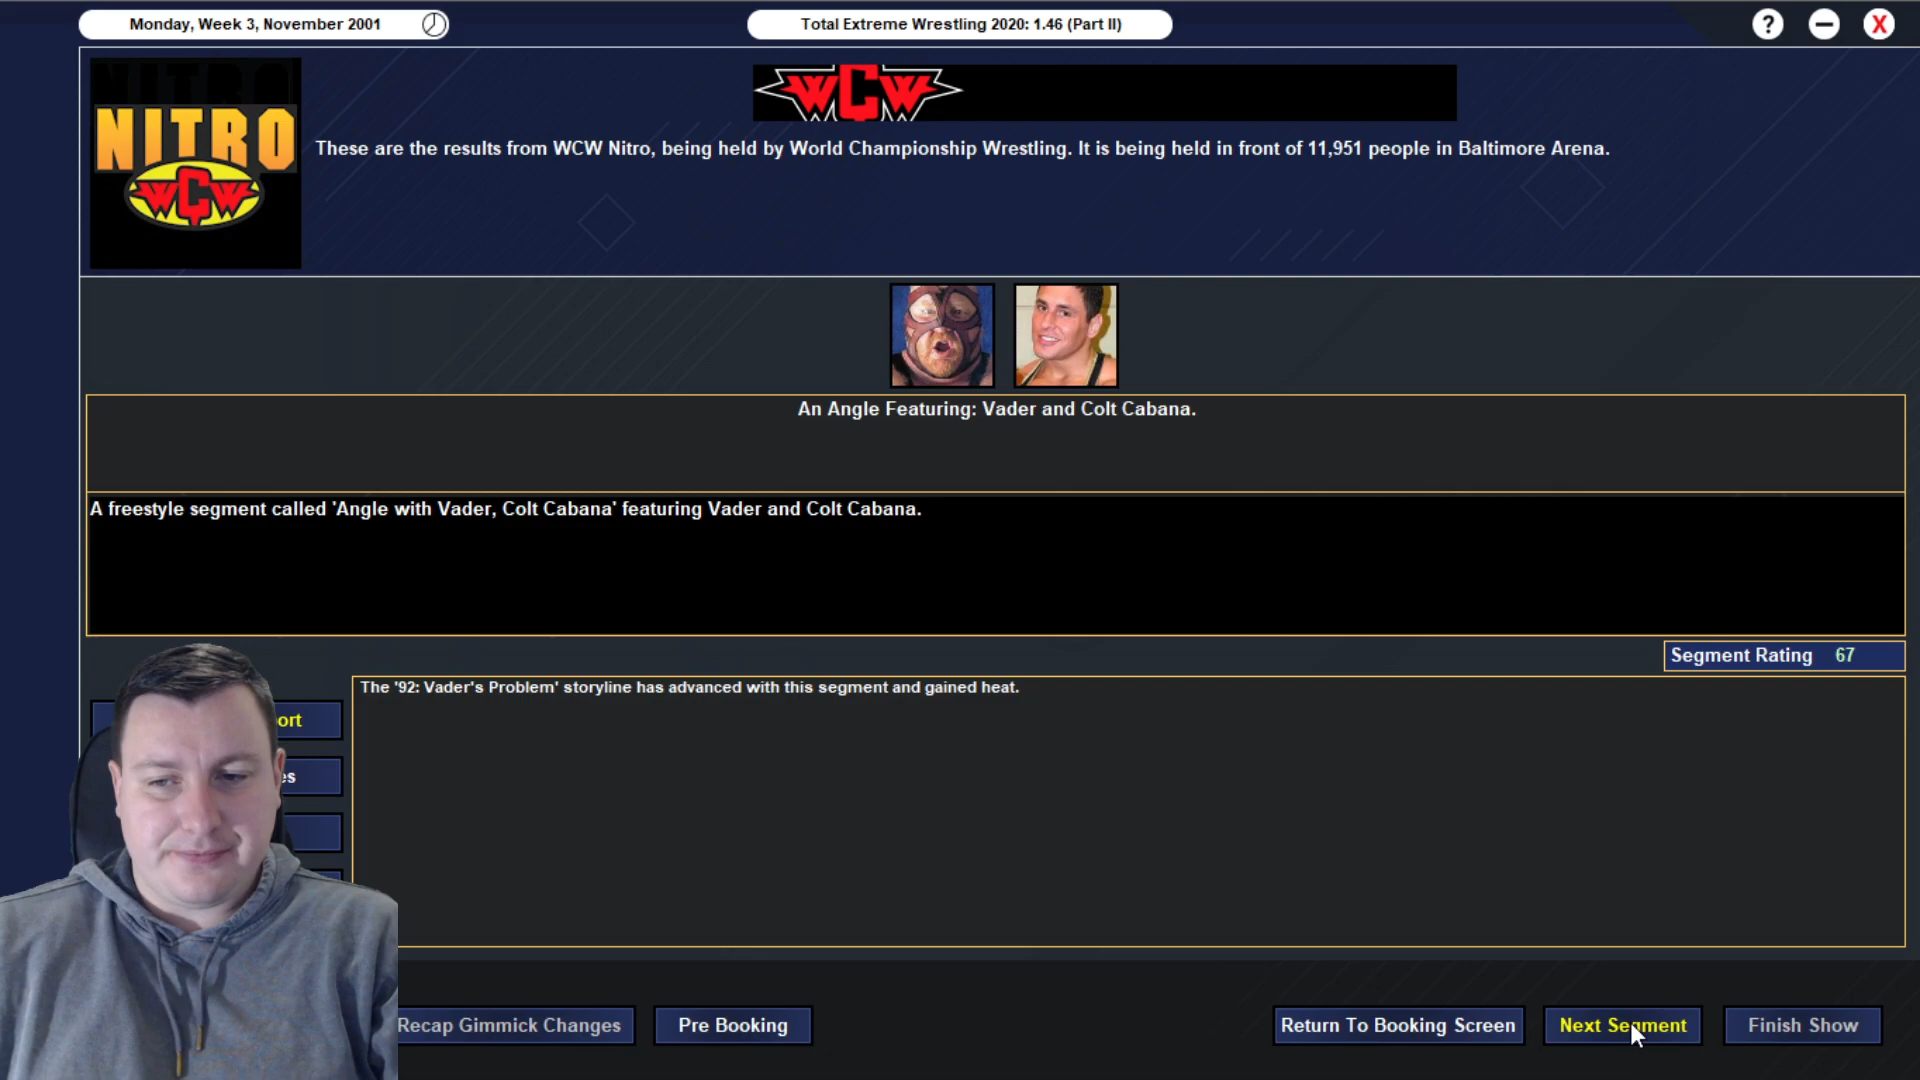 Monday, Week 3, November 2001
Total Extreme Wrestling 2020: 1.46 (Part II)
?
X
NITRO
NITRO
WCW
WCW
These are the results from WCW Nitro, being held by World Championship Wrestling. It is being held in front of 11,951 people in Baltimore Arena.
An Angle Featuring: Vader and Colt Cabana.
A freestyle segment called 'Angle with Vader, Colt Cabana' featuring Vader and Colt Cabana.
Segment Rating 67
The '92: Vader's Problem' storyline has advanced with this segment and gained heat.
ort
es
Recap Gimmick Changes
Pre Booking
Return To Booking Screen
Next Segment
Finish Show